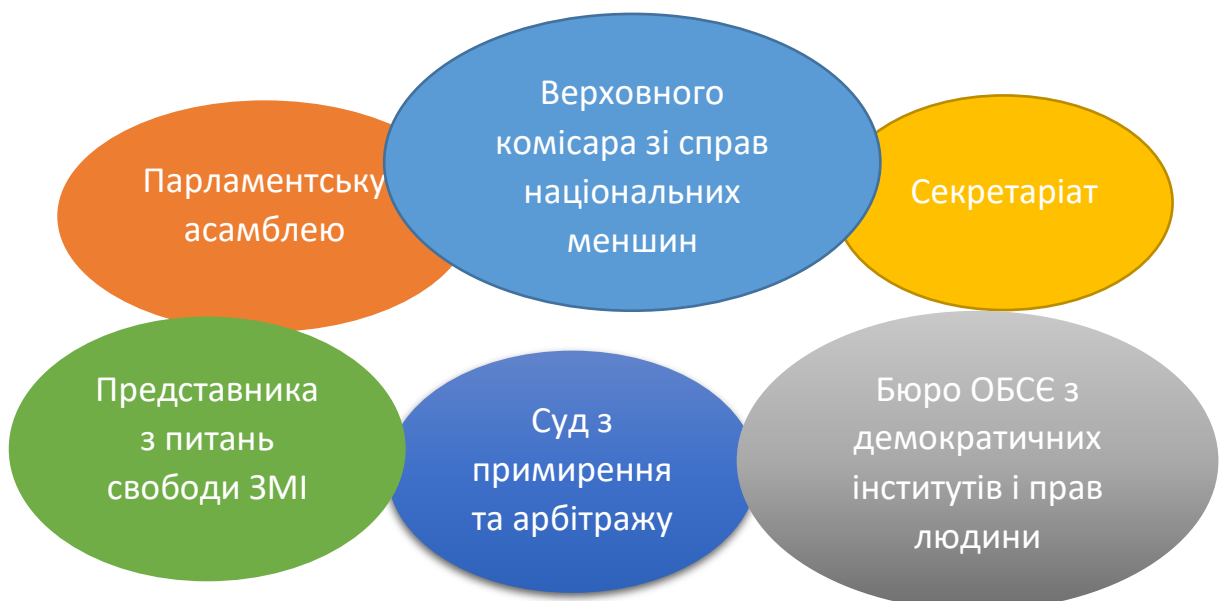 Парламентську
асамблею
Верховного
комісара зі справ
національних
меншин
Секретаріат
Представника
з питань
свободи ЗМІ
Суд з
примирення
та арбітражу
Бюро ОБСЄ з
демократичних
інститутів і прав
людини